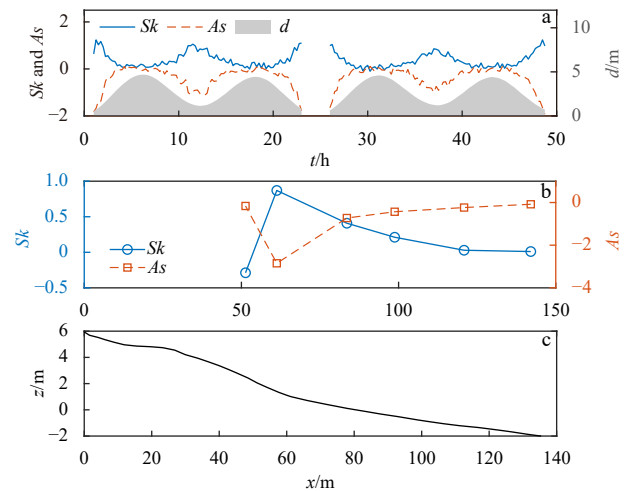 2 Sk As d a 10
Sk and As 0 5 d/m
−2 0
0 10 20 30 40 50
t/h
1.0 b 0
0.5
Sk −2 As
0 Sk
As
−0.5 −4
0 50 100 150
6 c
4
z/m 2
0
−2
0 20 40 60 80 100 120 140
x/m